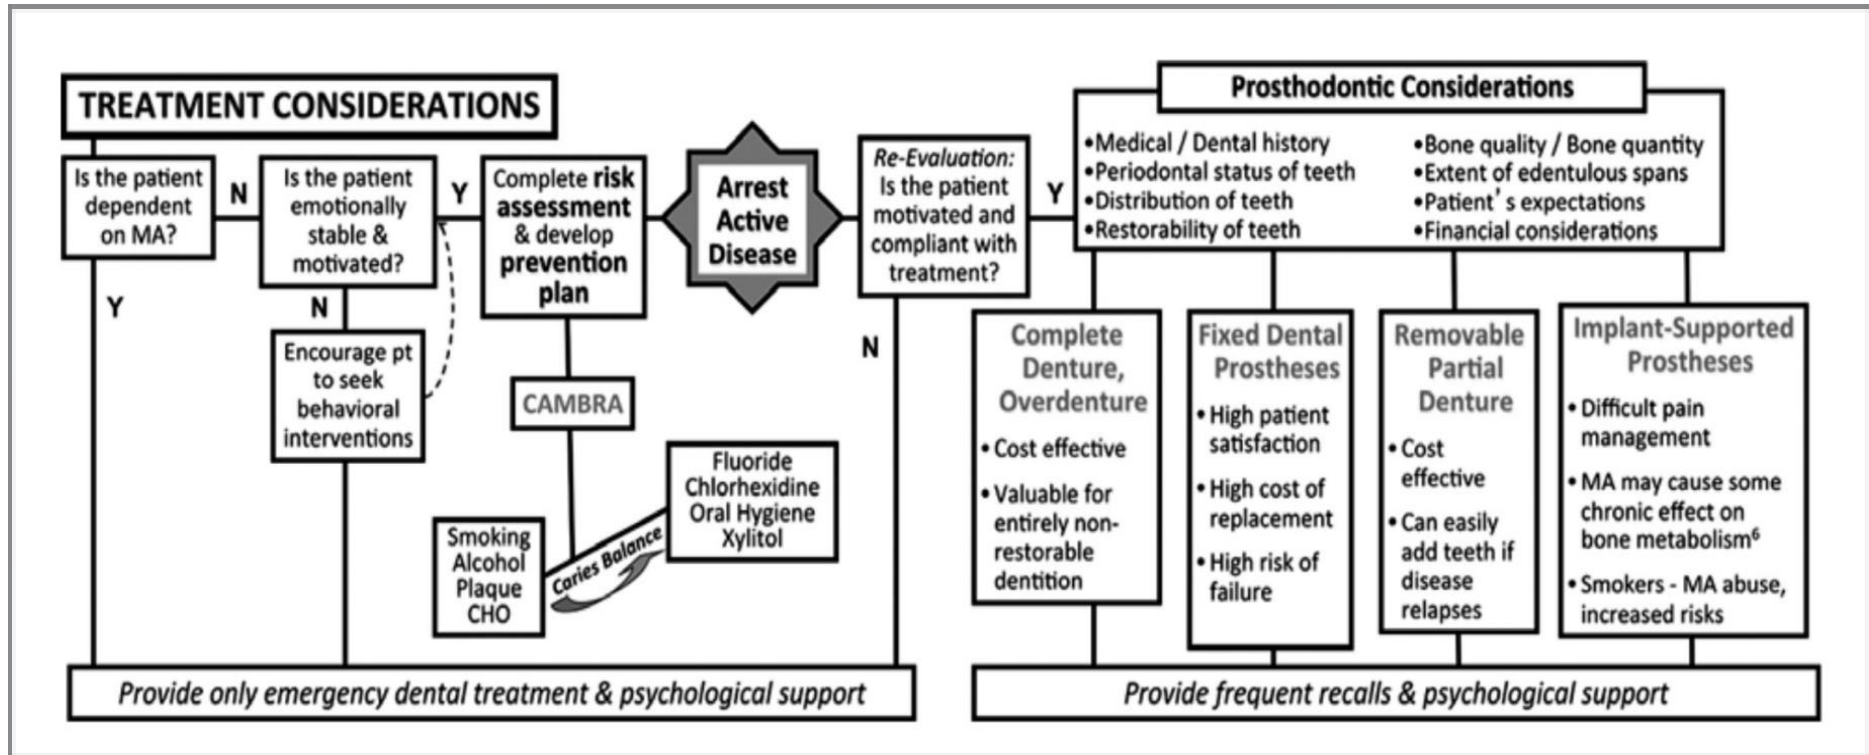 TREATMENT CONSIDERATIONS
Is the patient
dependent
on MA?
N
Y
Is the patient
emotionally
stable &
motivated?
Y
N
Encourage pt
to seek
behavioral
interventions
Complete risk
assessment
& develop
prevention
plan
CAMBRA
Smoking
Alcohol
Plaque
CHO
Caries Balance
Fluoride
Chlorhexidine
Oral Hygiene
Xylitol
Arrest
Active
Disease
Re-Evaluation:
Is the patient
motivated and
compliant with
treatment?
Y
N
Provide only emergency dental treatment & psychological support
Prosthodontic Considerations
•Medical / Dental history
•Periodontal status of teeth
•Distribution of teeth
•Restorability of teeth
•Bone quality / Bone quantity
•Extent of edentulous spans
•Patient's expectations
•Financial considerations
Complete
Denture,
Overdenture
• Cost effective
• Valuable for
entirely non-
restorable
dentition
Fixed Dental
Prostheses
• High patient
satisfaction
• High cost of
replacement
• High risk of
failure
Removable
Partial
Denture
• Cost
effective
• Can easily
add teeth if
disease
relapses
Implant-Supported
Prostheses
• Difficult pain
management
• MA may cause some
chronic effect on
bone metabolism⁶
• Smokers - MA abuse,
increased risks
Provide frequent recalls & psychological support